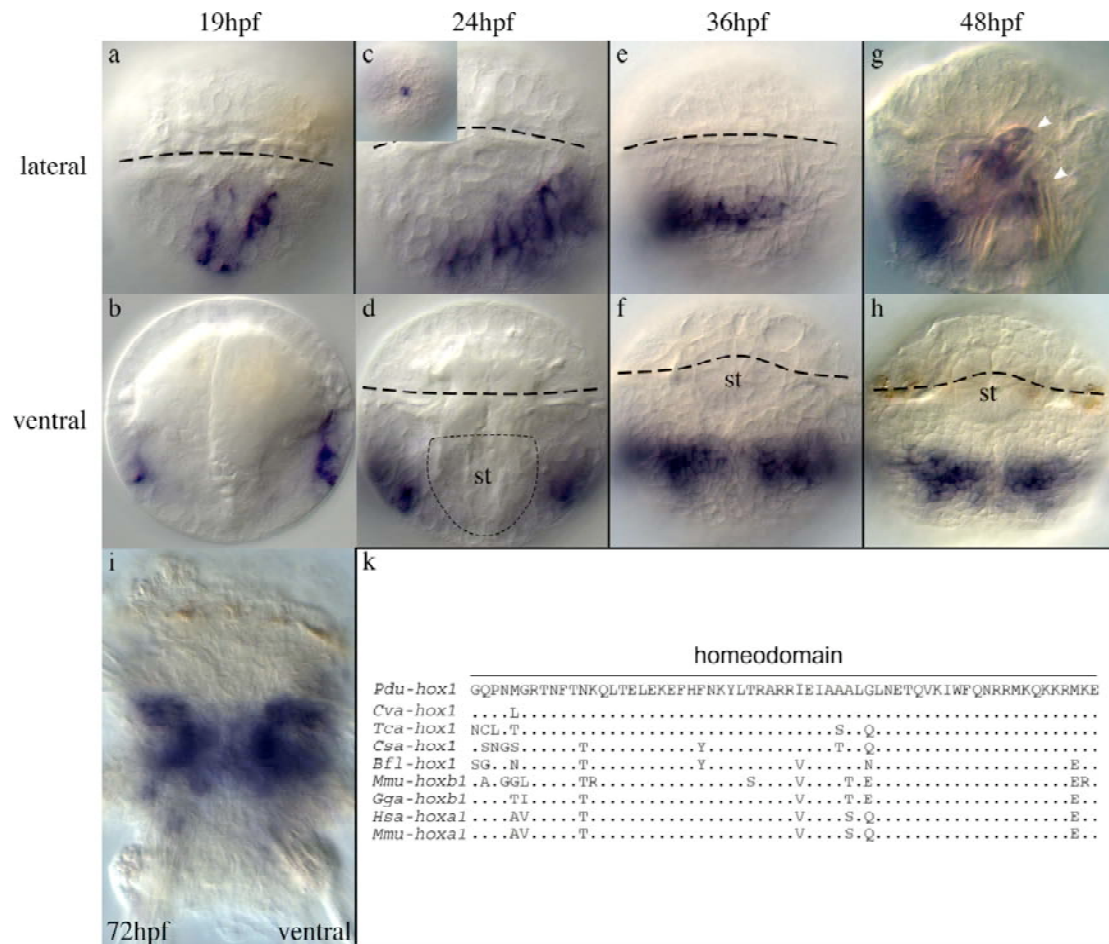 19hpf 24hpf 36hpf 48hpf
lateral
a c e g
ventral
b d f h
st st st
i
72hpf ventral
k
homeodomain
Pdu-hox1 GQPNMGRTNFTNKQLTELEKEFHFNKYLTRARRIEIAAALGLNETQVKIWFQNRRMKQKKRMKE
Cva-hox1 ....L...........................................................
Tca-hox1 NCL.T................................S..Q.......................
Csa-hox1 .SNGS......T...........Y.............T..Q.......................
Bfl-hox1 SG..N......T...........Y.........V......N....................E..
Mmu-hoxb1 .A.GGL.....TR...............S....V....T.E....................ER.
Gga-hoxb1 ....TI.....T.....................V....T.E....................E..
Hsa-hoxa1 ....AV.....T.....................V....S.Q....................E..
Mmu-hoxa1 ....AV.....T.....................V....S.Q....................E..